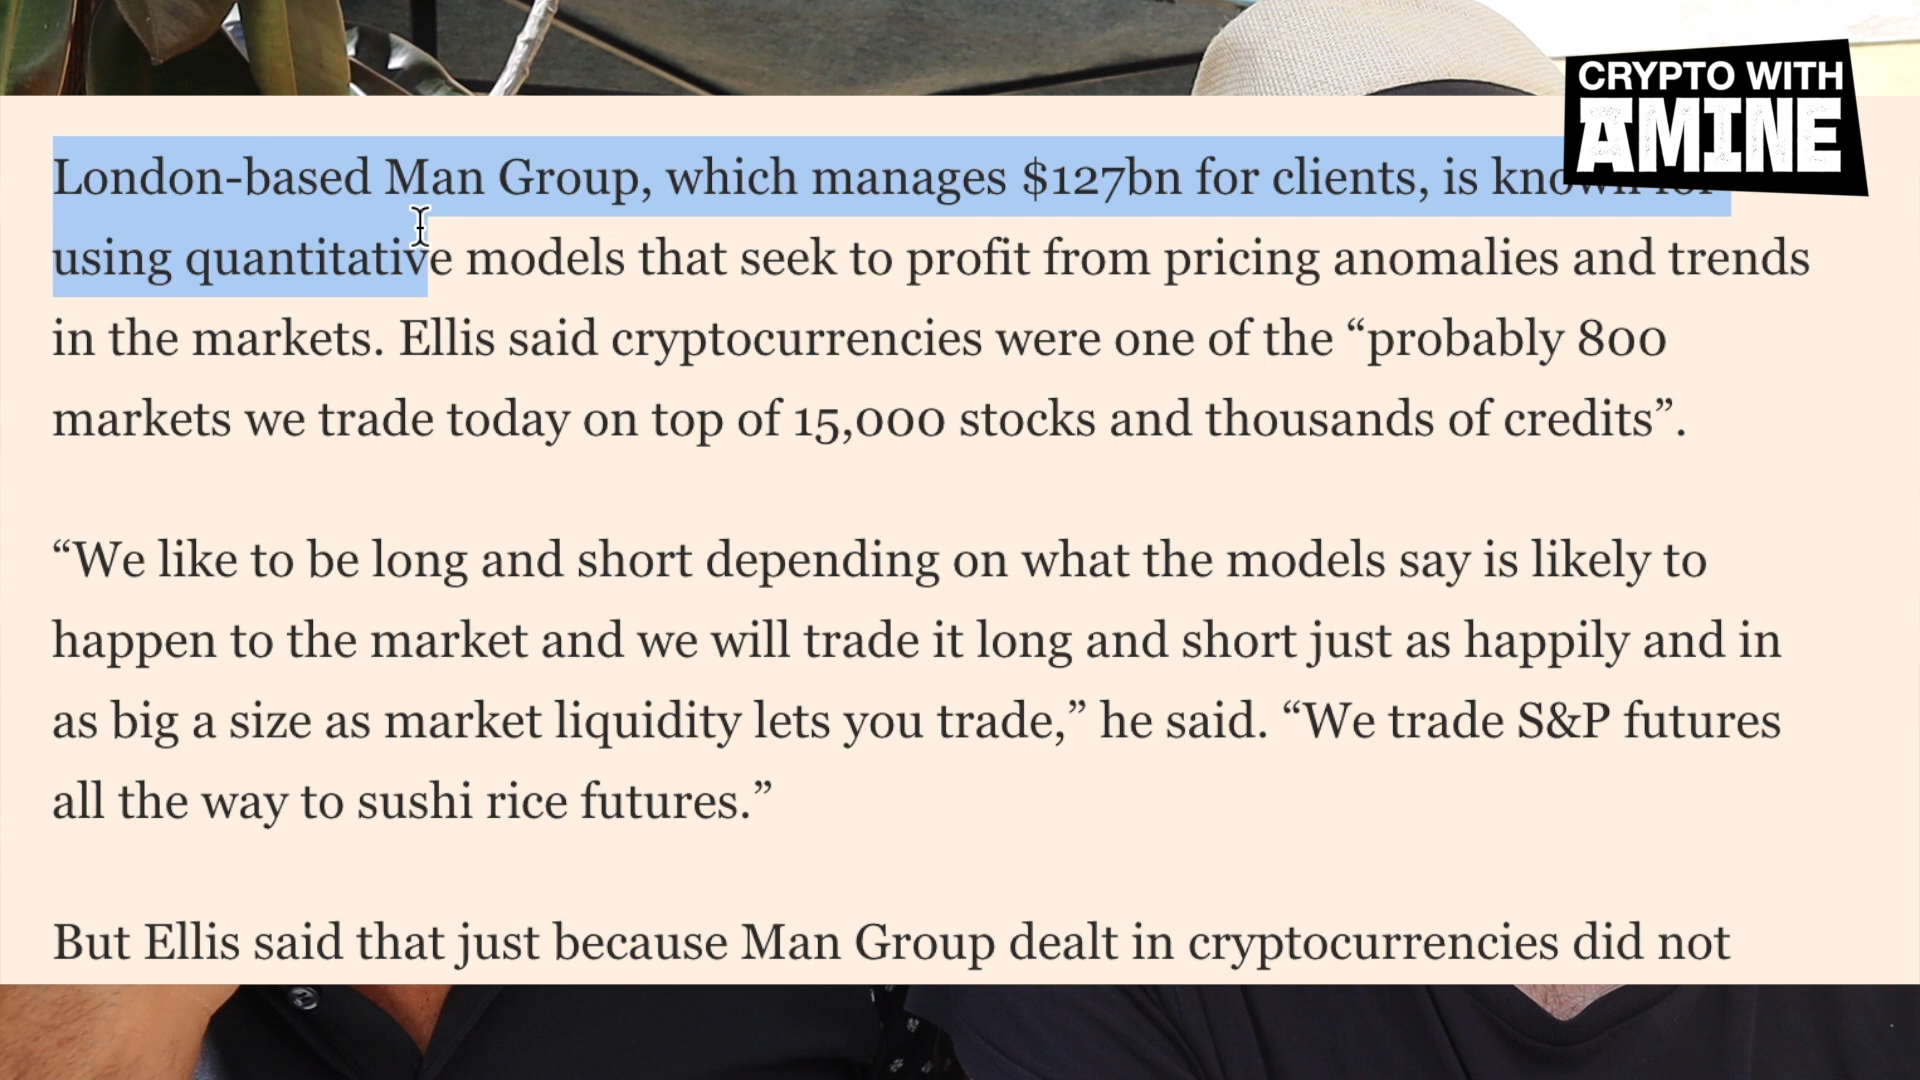 CRYPTO WITH
AMINE
London-based Man Group, which manages $127bn for clients, is known for
using quantitative models that seek to profit from pricing anomalies and trends
in the markets. Ellis said cryptocurrencies were one of the “probably 800
markets we trade today on top of 15,000 stocks and thousands of credits”.
“We like to be long and short depending on what the models say is likely to
happen to the market and we will trade it long and short just as happily and in
as big a size as market liquidity lets you trade,” he said. “We trade S&P futures
all the way to sushi rice futures.”
But Ellis said that just because Man Group dealt in cryptocurrencies did not